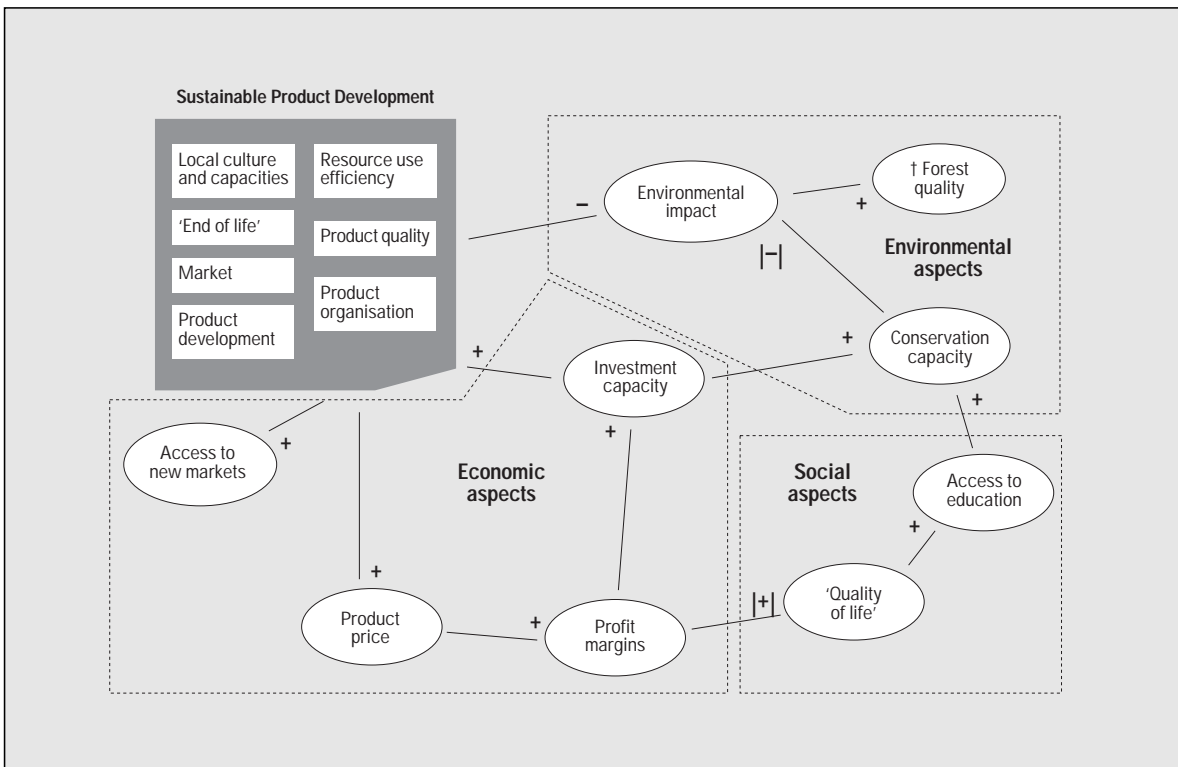 Sustainable Product Development
Local culture
and capacities
'End of life'
Market
Product
development
Resource use
efficiency
Product quality
Product
organisation
–
Environmental
impact
† Forest
quality
+
|–|
Environmental
aspects
+
Conservation
capacity
+
+
Investment
capacity
+
Access to
new markets
+
Economic
aspects
Social
aspects
Access to
education
+
+
Product
price
+
Profit
margins
|+|
'Quality
of life'